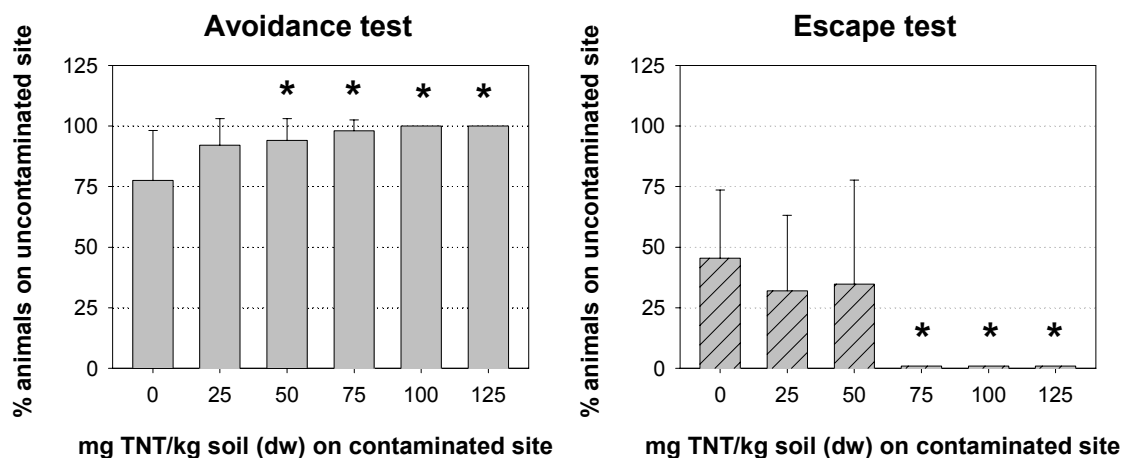 Avoidance test
% animals on uncontaminated site
125
100
75
50
25
0
* * * *
0 25 50 75 100 125
mg TNT/kg soil (dw) on contaminated site
Escape test
% animals on uncontaminated site
125
100
75
50
25
0
* * *
0 25 50 75 100 125
mg TNT/kg soil (dw) on contaminated site